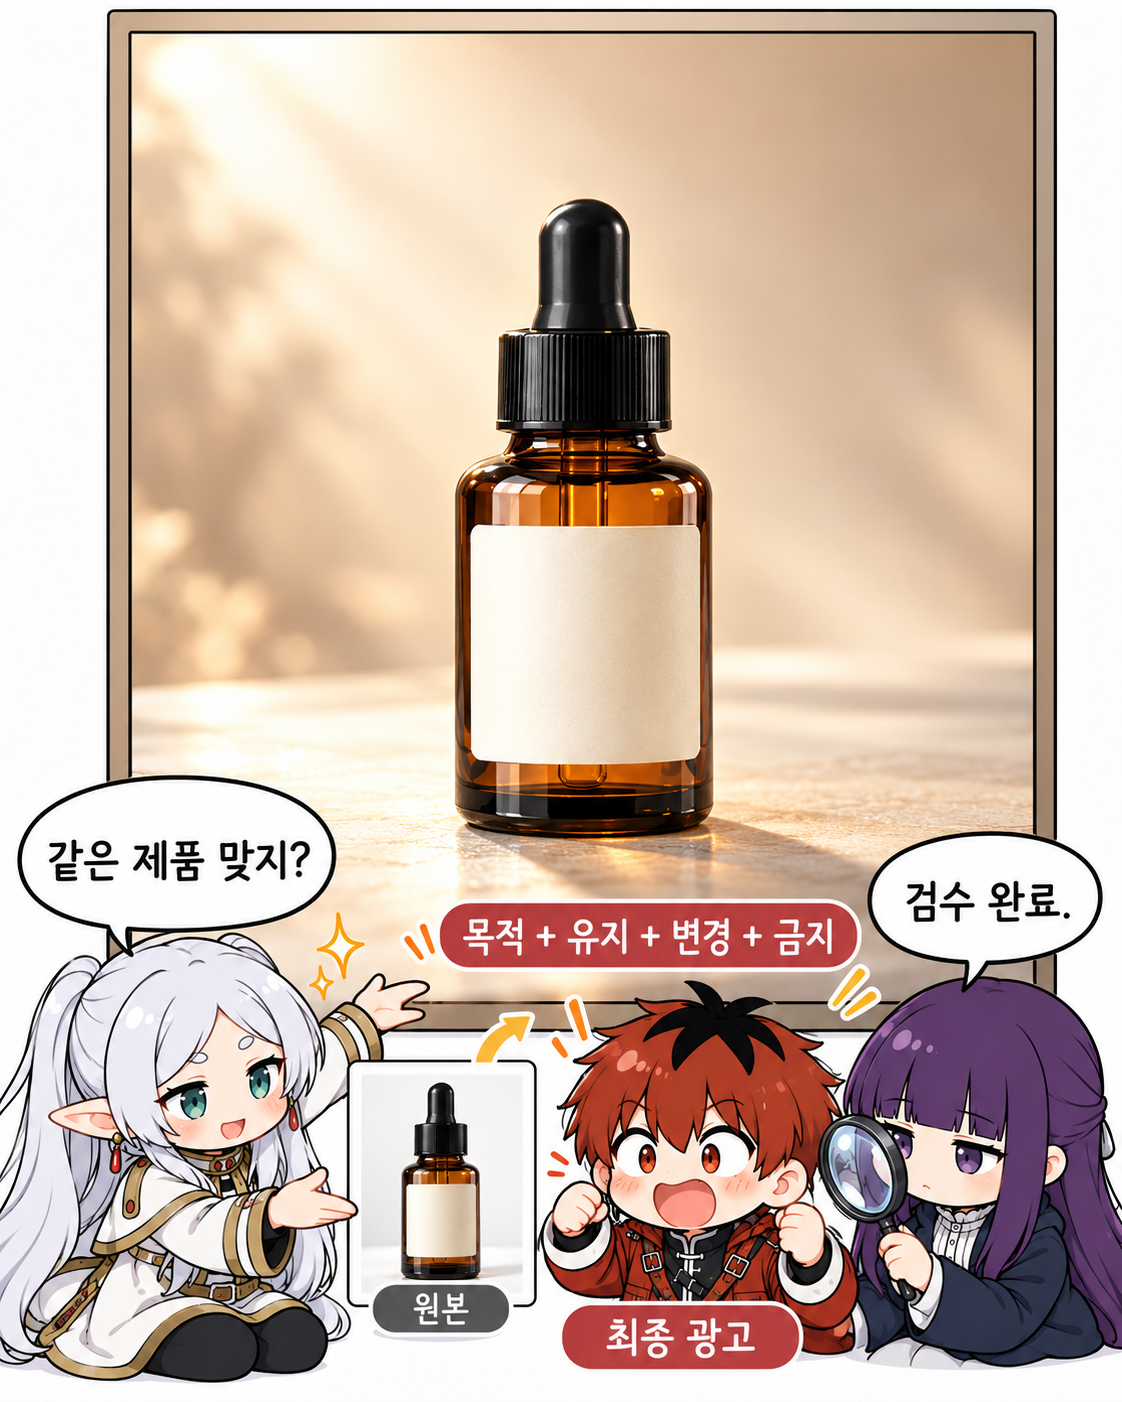 같은 제품 맞지?
검수 완료.
목적 + 유지 + 변경 + 금지
원본
최종 광고